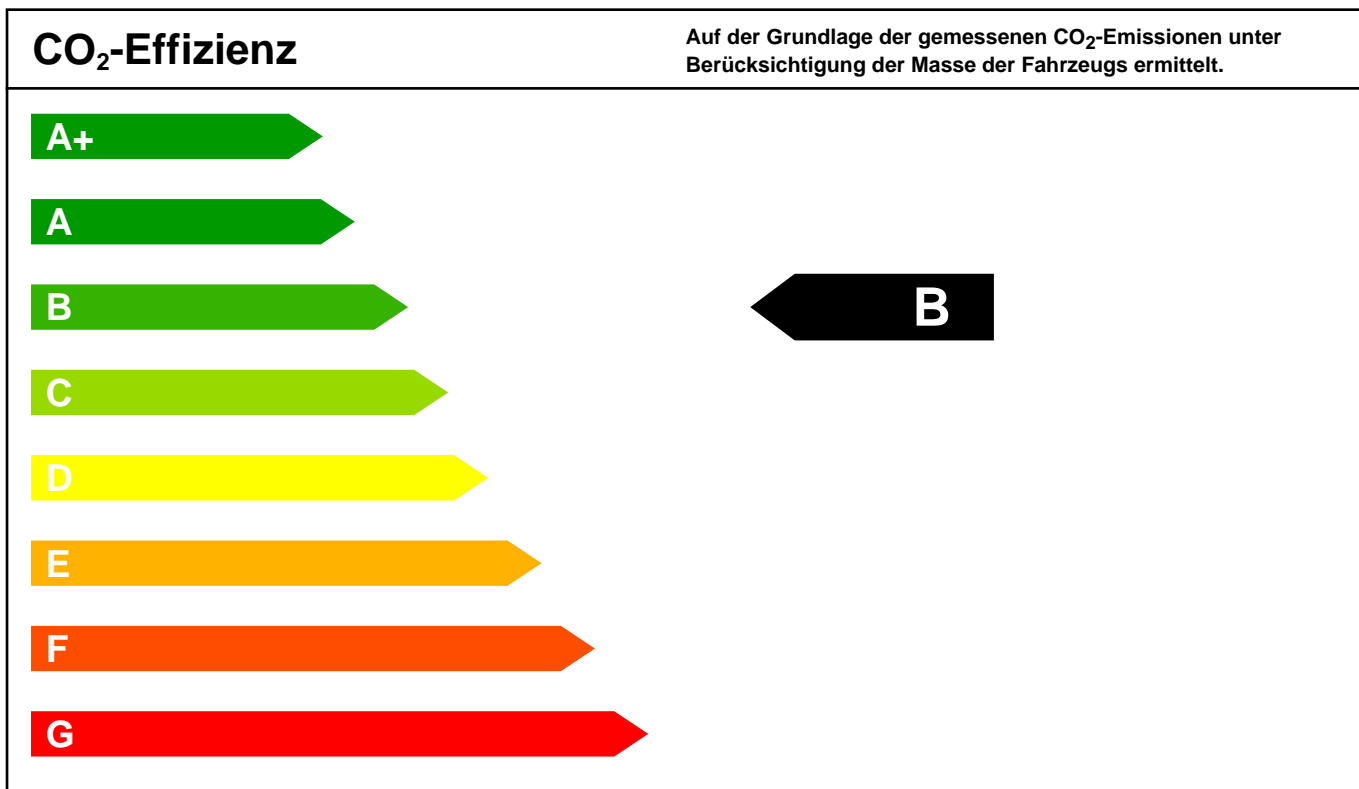 CO₂-Effizienz
Auf der Grundlage der gemessenen CO₂-Emissionen unter
Berücksichtigung der Masse der Fahrzeugs ermittelt.
A+
A
B
B
C
D
E
F
G